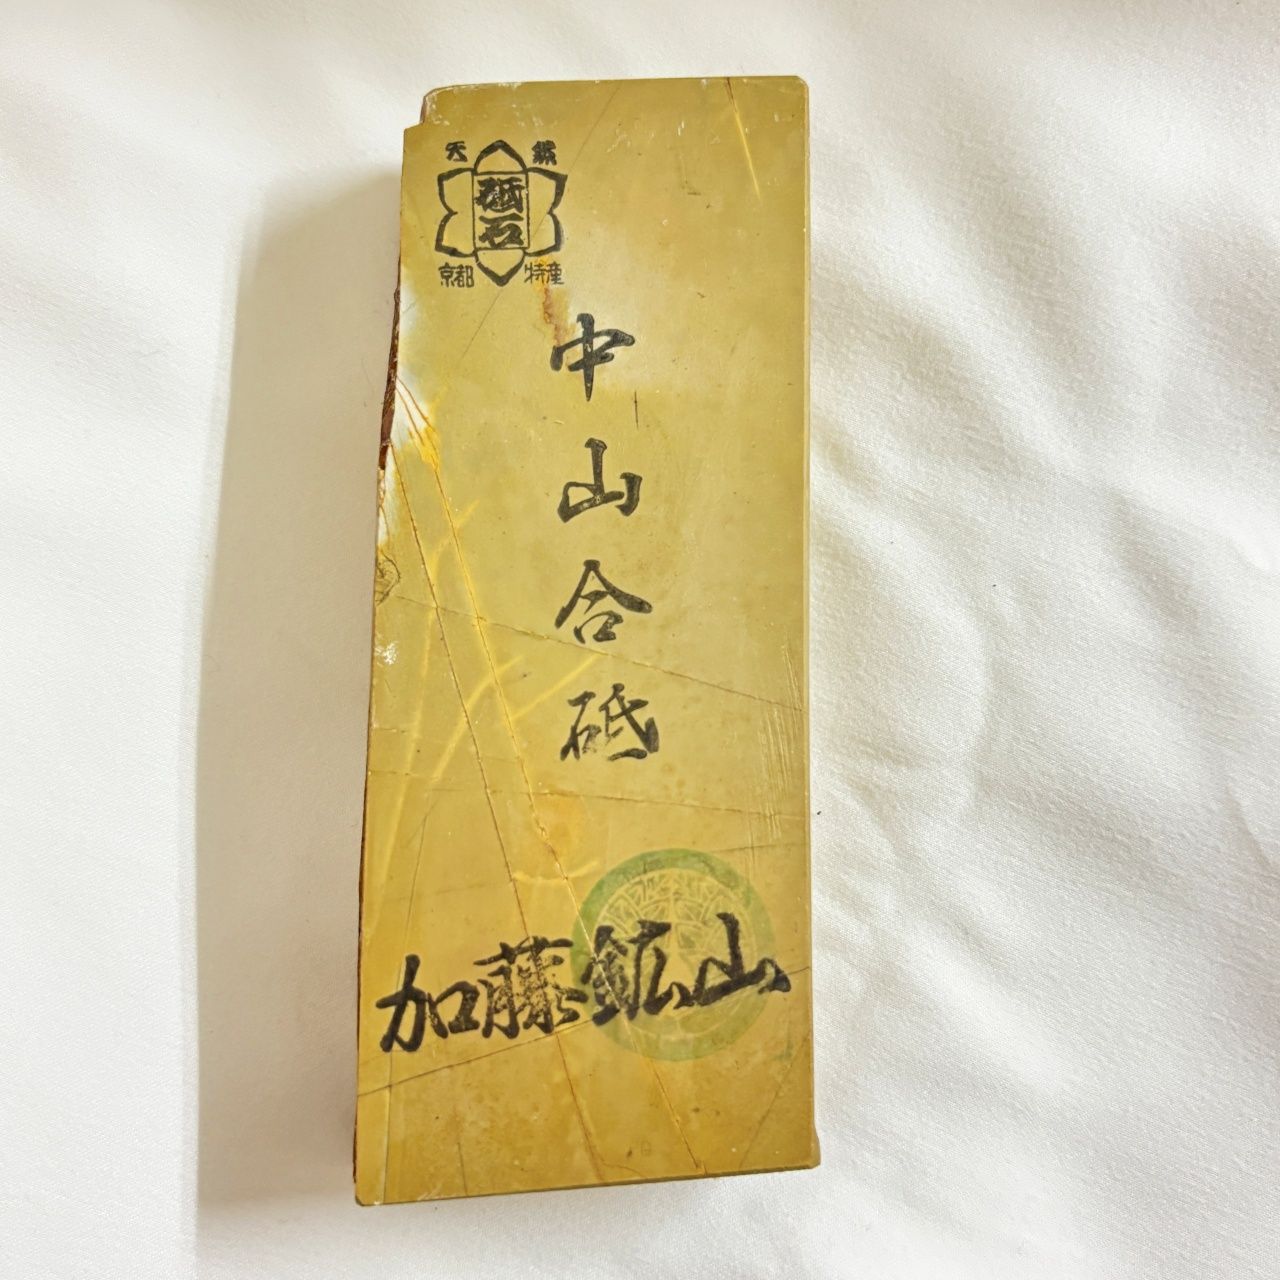 天然
砥石
京都 特産
中山合砥
加藤鉱山